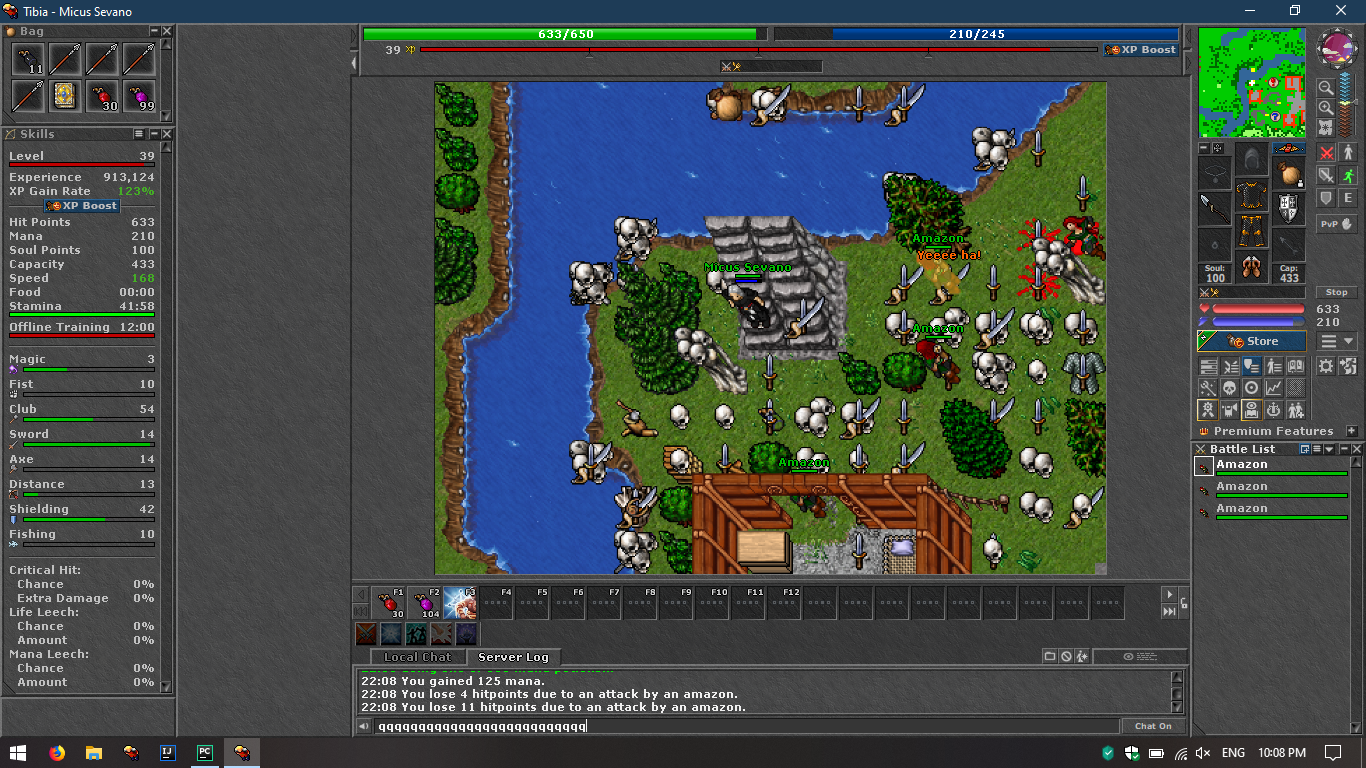 Tibia - Micus Sevano
Bag
11
30
99
Skills
Level 39
Experience 913,124
XP Gain Rate 123%
XP Boost
Hit Points 633
Mana 210
Soul Points 100
Capacity 433
Speed 168
Food 00:00
Stamina 41:58
Offline Training 12:00
Magic 3
Fist 10
Club 54
Sword 14
Axe 14
Distance 13
Shielding 42
Fishing 10
Critical Hit:
Chance 0%
Extra Damage 0%
Life Leech:
Chance 0%
Amount 0%
Mana Leech:
Chance 0%
Amount 0%
633/650
210/245
39
XP Boost
Amazon
Yeeee ha!
Micus Sevano
Amazon
Amazon
F1 F2 F3 F4 F5 F6 F7 F8 F9 F10 F11 F12
30 104
Local Chat Server Log
22:08 You gained 125 mana.
22:08 You lose 4 hitpoints due to an attack by an amazon.
22:08 You lose 11 hitpoints due to an attack by an amazon.
qqqqqqqqqqqqqqqqqqqqqqqqqq
Chat On
E
PvP
Soul:
100
Cap:
433
Stop
633
210
Store
Premium Features
Battle List
Amazon
Amazon
Amazon
IJ
PC
ENG
10:08 PM